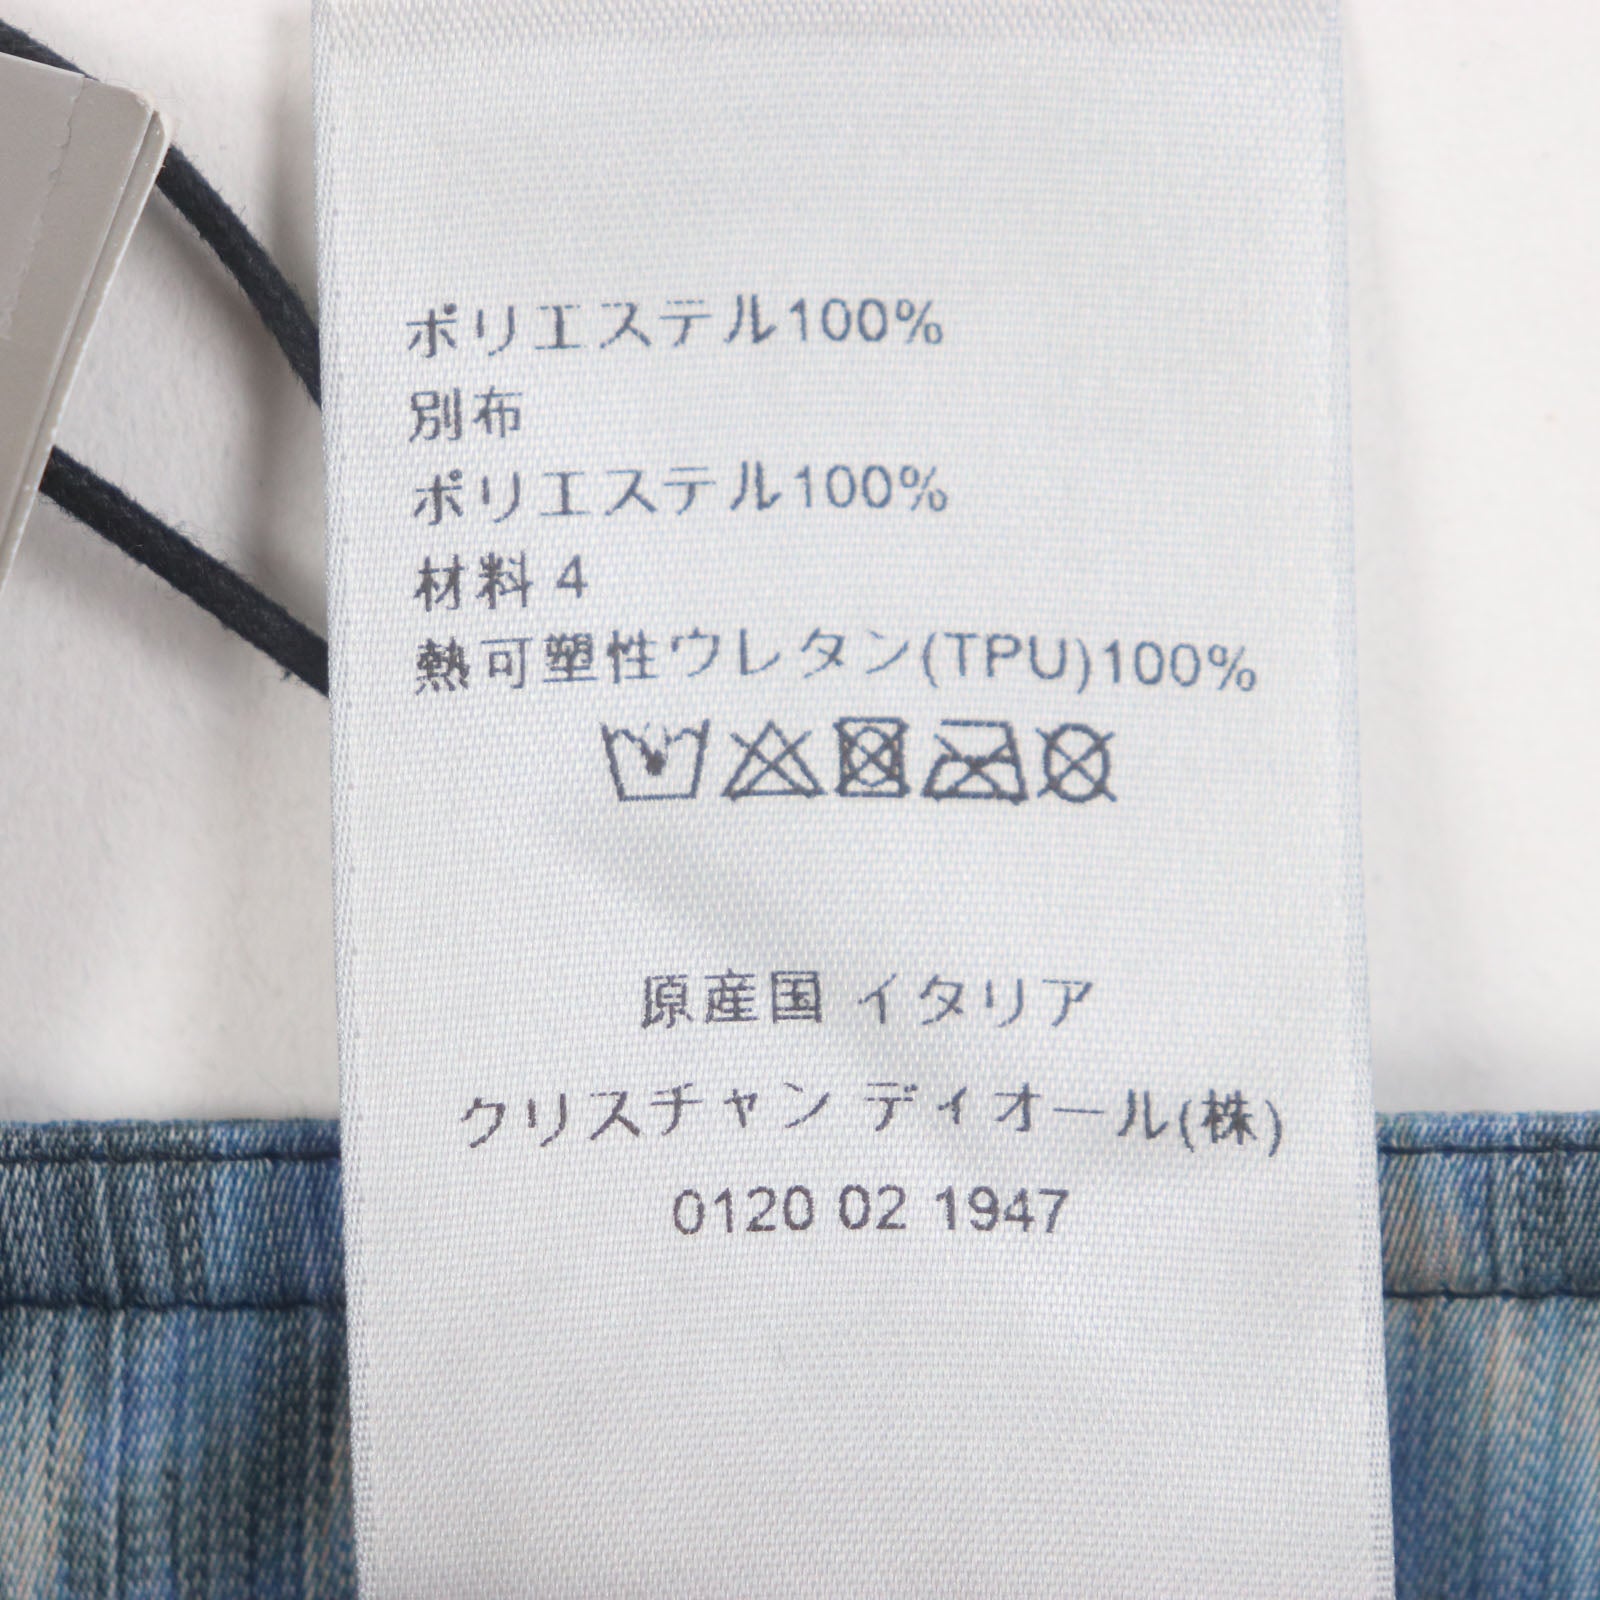 ポリエステル100%
別布
ポリエステル100%
材料 4
熱可塑性ウレタン(TPU)100%
原産国 イタリア
クリスチャン ディオール(株)
0120 02 1947